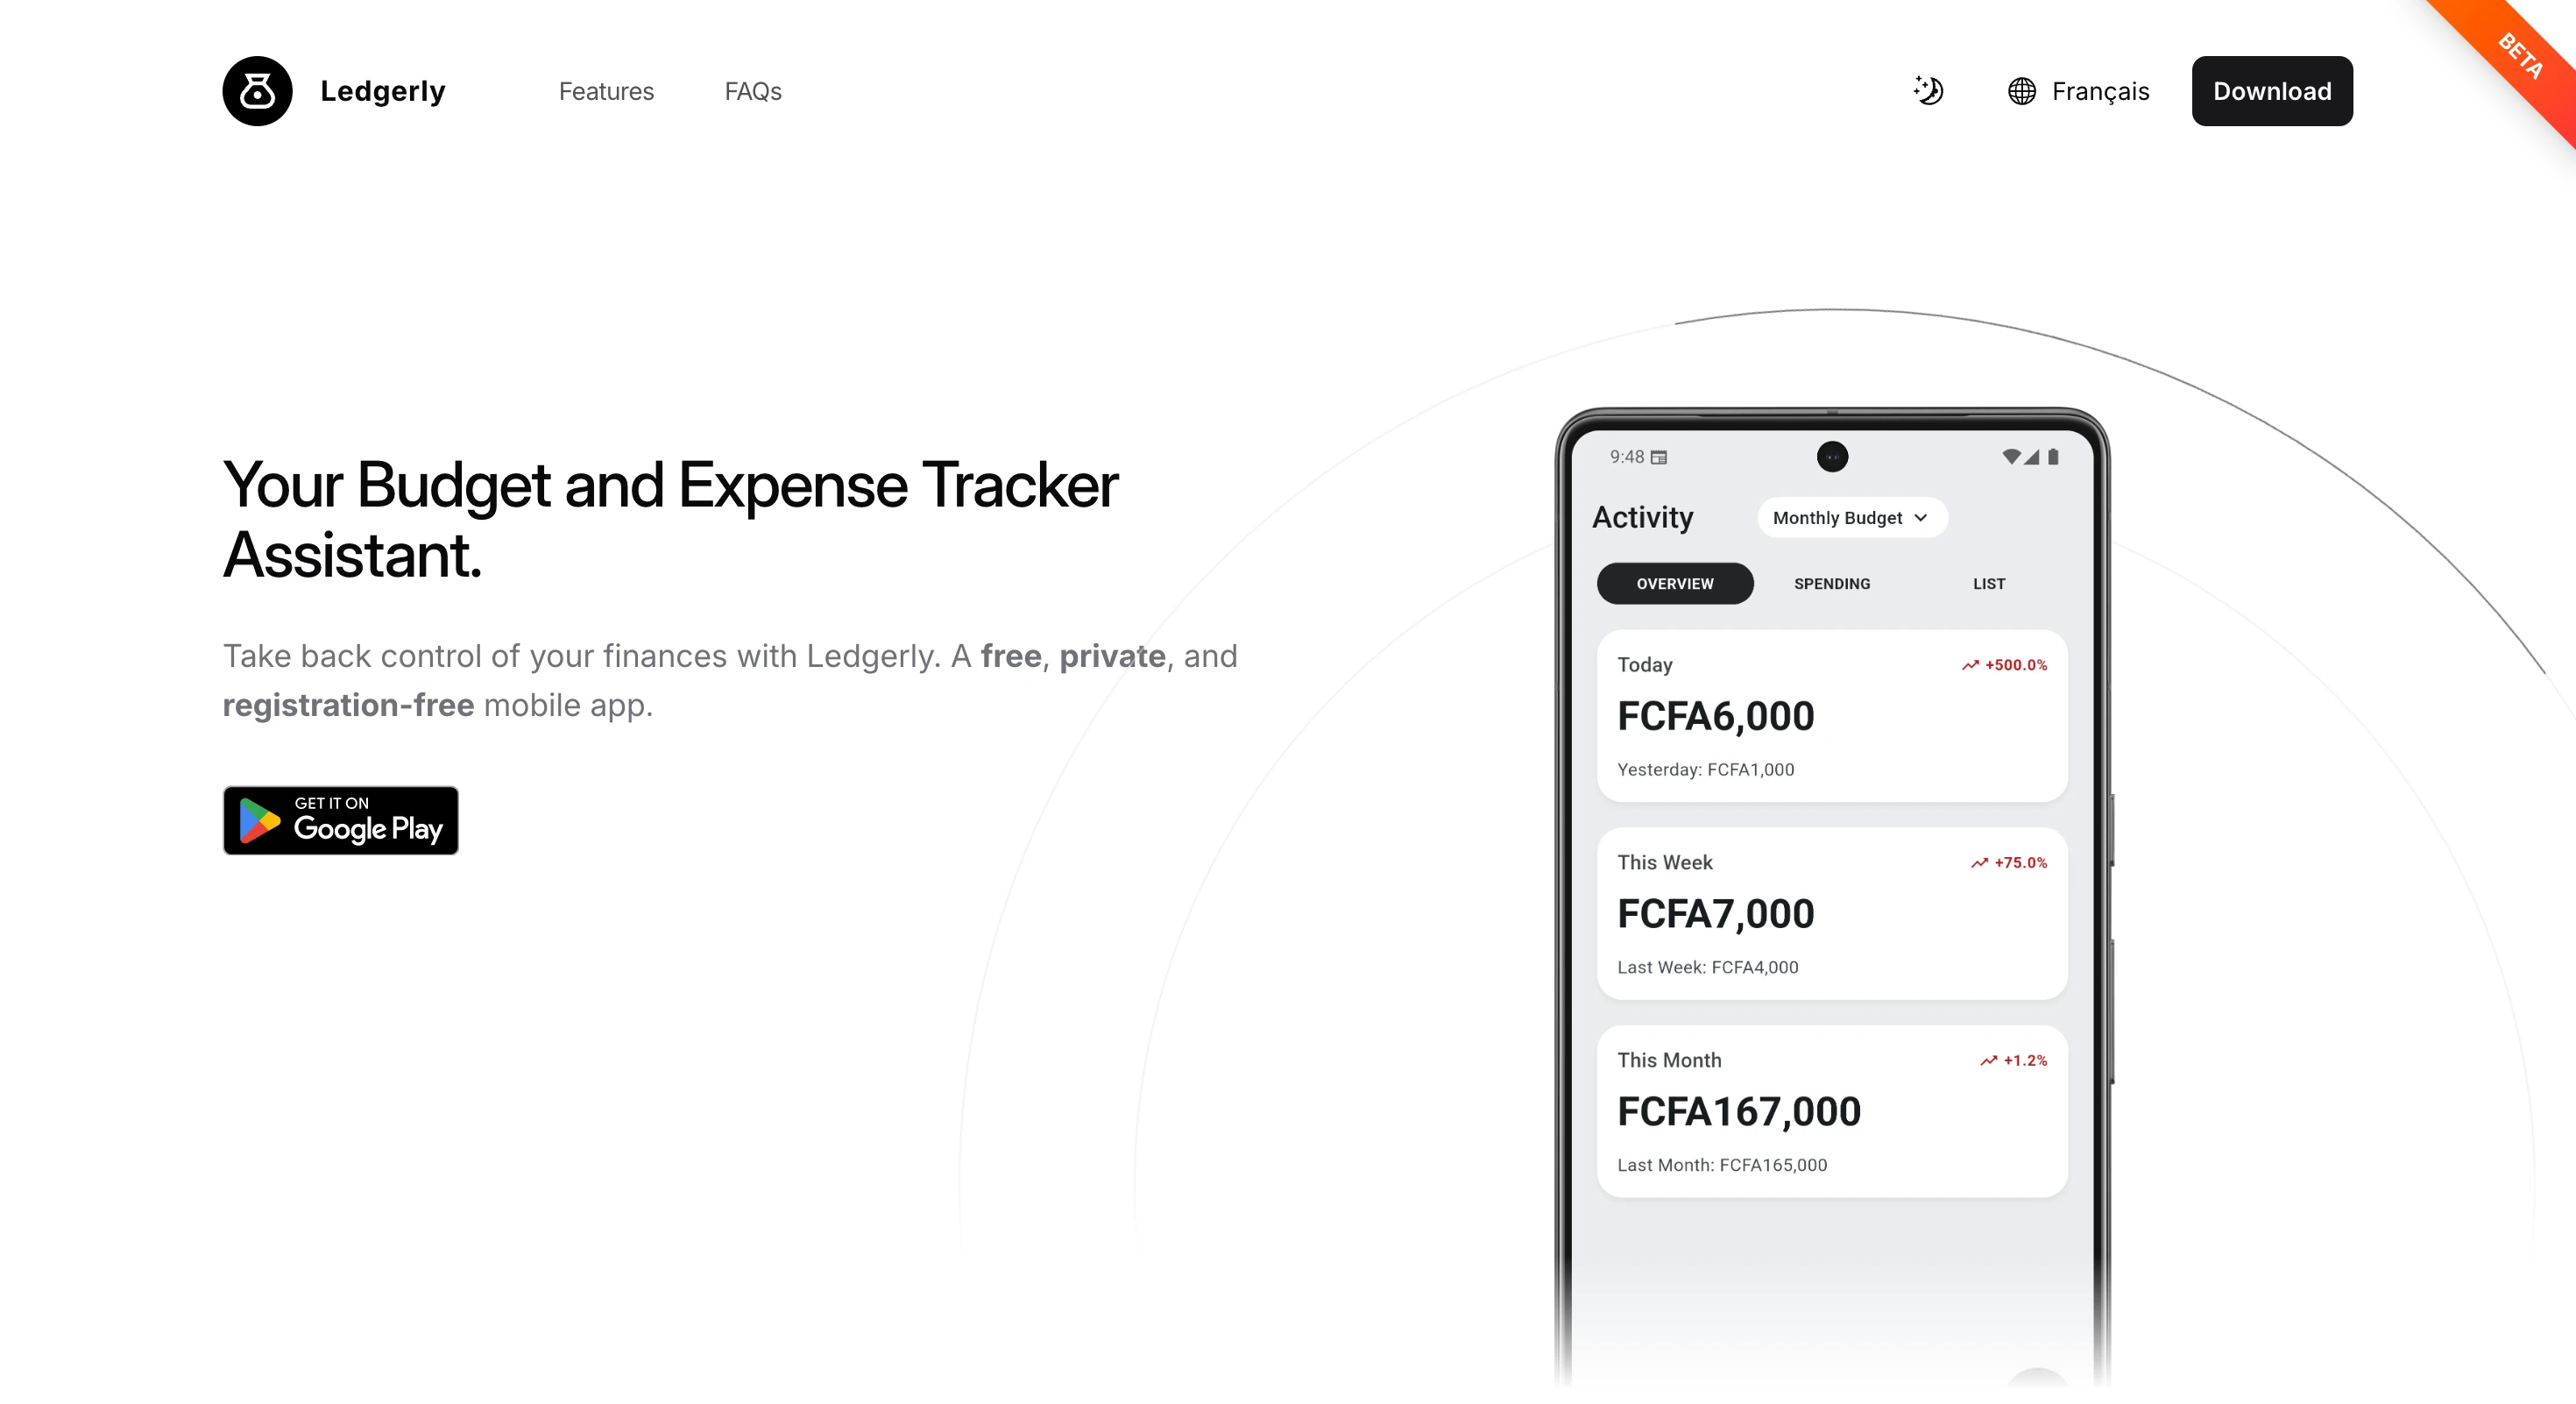 Ledgerly
Features
FAQs
Français
Download
BETA
Your Budget and Expense Tracker
Assistant.
Take back control of your finances with Ledgerly. A free, private, and
registration-free mobile app.
GET IT ON
Google Play
9:48
Activity
Monthly Budget
OVERVIEW
SPENDING
LIST
Today
+500.0%
FCFA6,000
Yesterday: FCFA1,000
This Week
+75.0%
FCFA7,000
Last Week: FCFA4,000
This Month
+1.2%
FCFA167,000
Last Month: FCFA165,000